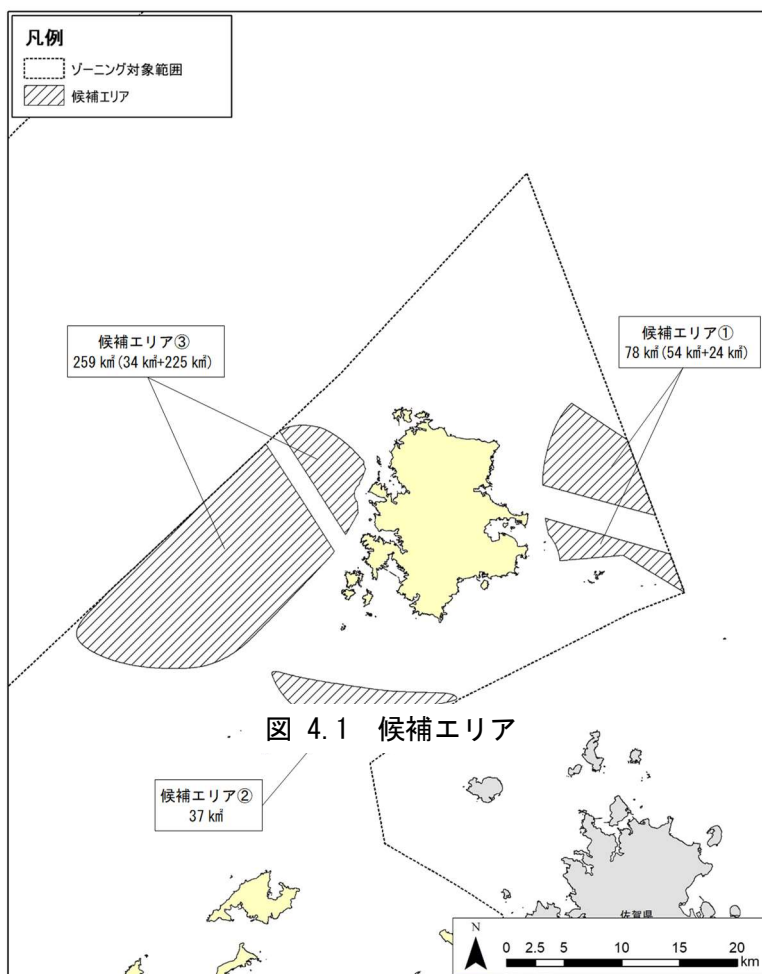 凡例
ゾーニング対象範囲
候補エリア
候補エリア③
259 ㎢(34 ㎢+225 ㎢)
候補エリア①
78 ㎢(54 ㎢+24 ㎢)
図 4.1 候補エリア
候補エリア②
37 ㎢
佐賀県
N
0 2.5 5 10 15 20
km